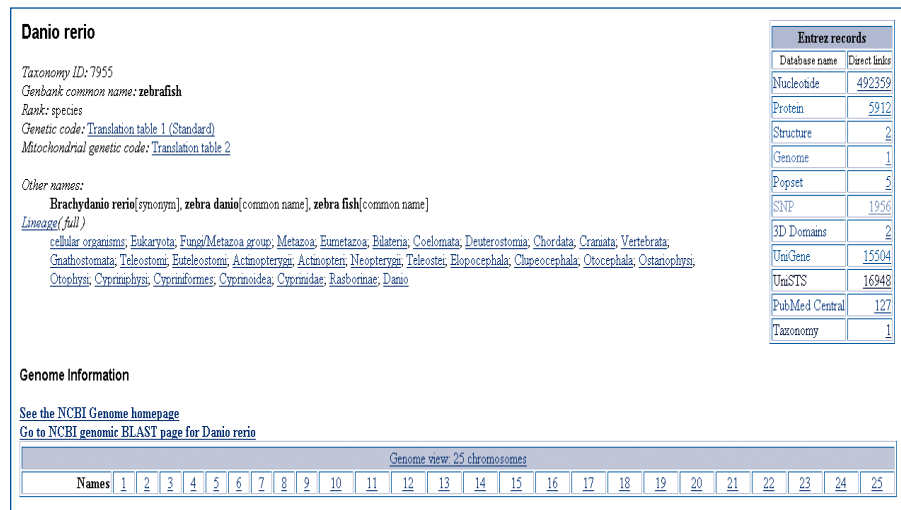 Danio rerio
Taxonomy ID: 7955
Genbank common name: zebrafish
Rank: species
Genetic code: Translation table 1 (Standard)
Mitochondrial genetic code: Translation table 2
Other names:
Brachydanio rerio[synonym], zebra danio[common name], zebra fish[common name]
Lineage( full )
cellular organisms; Eukaryota; Fungi/Metazoa group; Metazoa; Eumetazoa; Bilateria; Coelomata; Deuterostomia; Chordata; Craniata; Vertebrata;
Gnathostomata; Teleostomi; Euteleostomi; Actinopterygii; Actinopteri; Neopterygii; Teleostei; Elopocephala; Clupeocephala; Otocephala; Ostariophysi;
Otophysi; Cypriniphysi; Cypriniformes; Cyprinoidea; Cyprinidae; Rasborinae; Danio
Entrez records
Database name Direct links
Nucleotide 492359
Protein 5912
Structure 2
Genome 1
Popset 5
SNP 1956
3D Domains 2
UniGene 15504
UniSTS 16948
PubMed Central 127
Taxonomy 1
Genome Information
See the NCBI Genome homepage
Go to NCBI genomic BLAST page for Danio rerio
Genome view: 25 chromosomes
Names 1 2 3 4 5 6 7 8 9 10 11 12 13 14 15 16 17 18 19 20 21 22 23 24 25